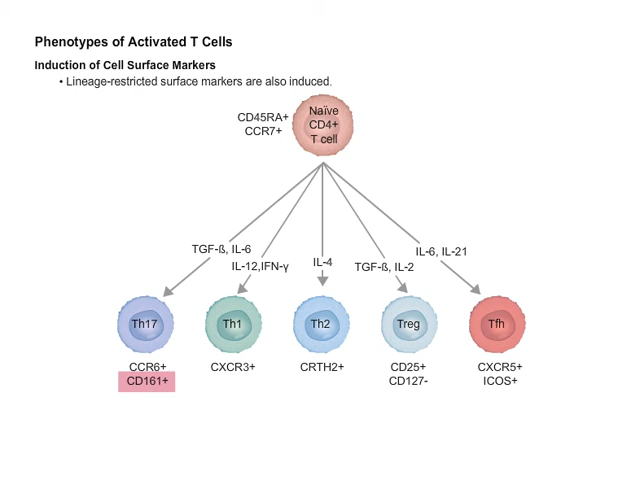 Phenotypes of Activated T Cells
Induction of Cell Surface Markers
• Lineage-restricted surface markers are also induced.
CD45RA+
CCR7+
Naïve
CD4+
T cell
TGF-ß, IL-6
IL-12,IFN-γ
IL-4
TGF-ß, IL-2
IL-6, IL-21
Th17
Th1
Th2
Treg
Tfh
CCR6+
CD161+
CXCR3+
CRTH2+
CD25+
CD127-
CXCR5+
ICOS+